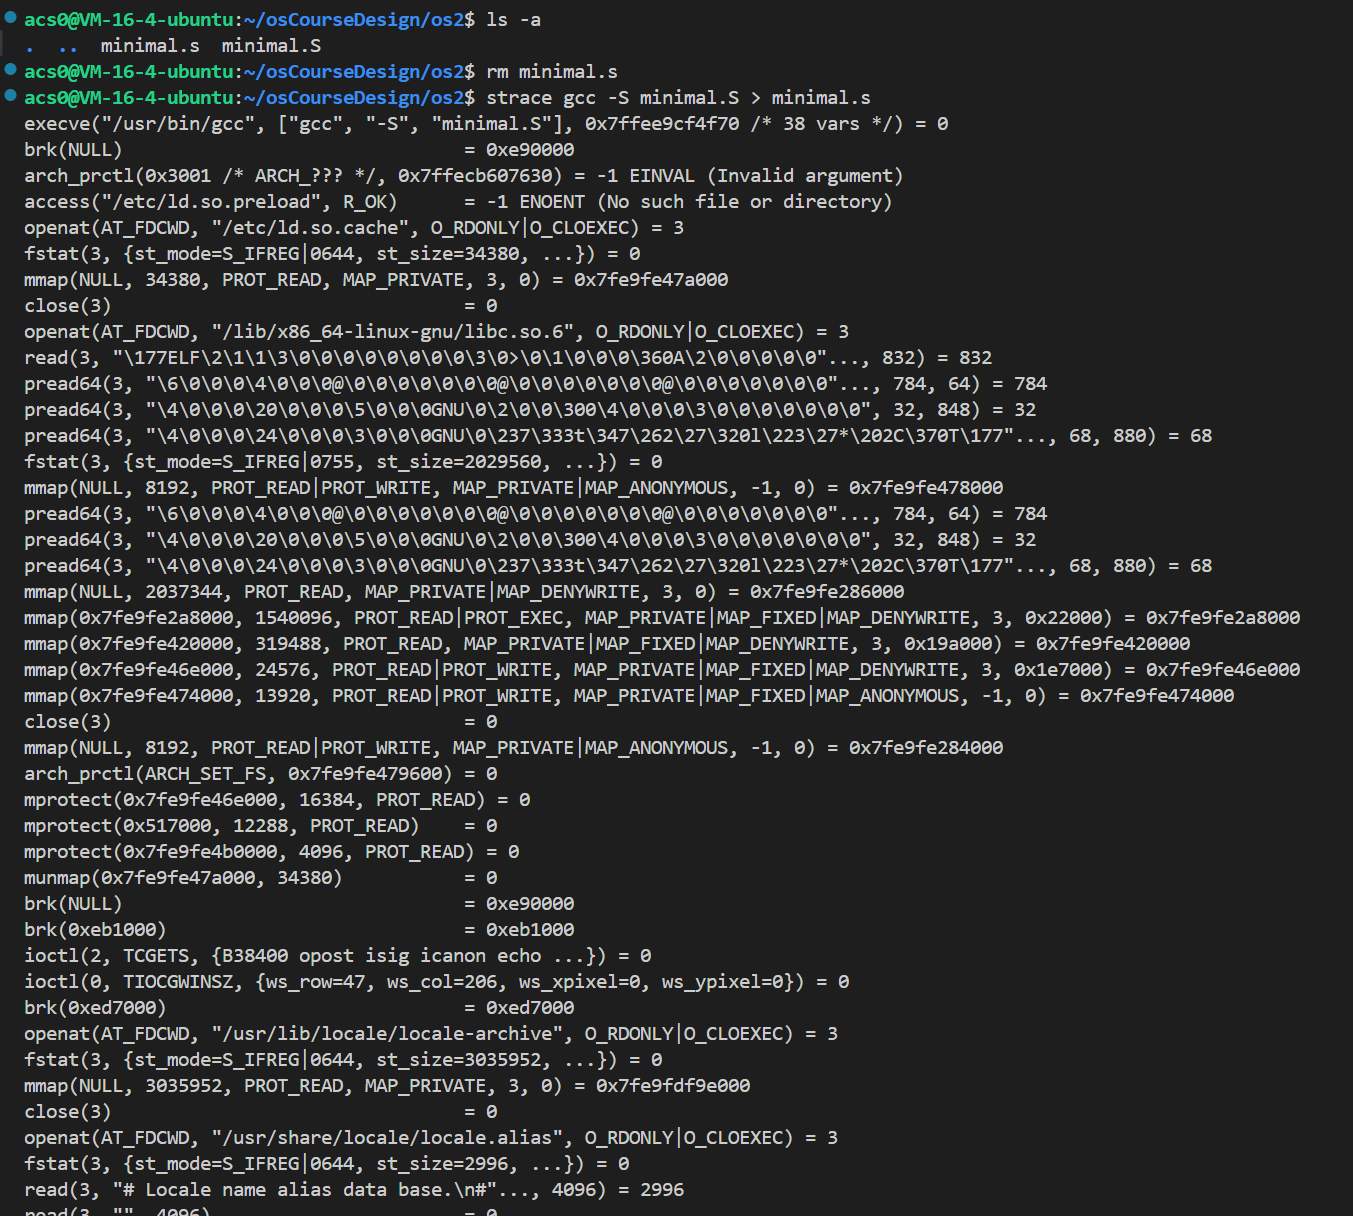 acs0@VM-16-4-ubuntu:~/osCourseDesign/os2$ ls -a
.  ..  minimal.s  minimal.S
acs0@VM-16-4-ubuntu:~/osCourseDesign/os2$ rm minimal.s
acs0@VM-16-4-ubuntu:~/osCourseDesign/os2$ strace gcc -S minimal.S > minimal.s
execve("/usr/bin/gcc", ["gcc", "-S", "minimal.S"], 0x7ffee9cf4f70 /* 38 vars */) = 0
brk(NULL)                               = 0xe90000
arch_prctl(0x3001 /* ARCH_??? */, 0x7ffecb607630) = -1 EINVAL (Invalid argument)
access("/etc/ld.so.preload", R_OK)      = -1 ENOENT (No such file or directory)
openat(AT_FDCWD, "/etc/ld.so.cache", O_RDONLY|O_CLOEXEC) = 3
fstat(3, {st_mode=S_IFREG|0644, st_size=34380, ...}) = 0
mmap(NULL, 34380, PROT_READ, MAP_PRIVATE, 3, 0) = 0x7fe9fe47a000
close(3)                                = 0
openat(AT_FDCWD, "/lib/x86_64-linux-gnu/libc.so.6", O_RDONLY|O_CLOEXEC) = 3
read(3, "\177ELF\2\1\1\3\0\0\0\0\0\0\0\0\3\0>\0\1\0\0\0\360A\2\0\0\0\0\0"..., 832) = 832
pread64(3, "\6\0\0\0\4\0\0\0@\0\0\0\0\0\0\0@\0\0\0\0\0\0\0@\0\0\0\0\0\0\0"..., 784, 64) = 784
pread64(3, "\4\0\0\0\20\0\0\0\5\0\0\0GNU\0\2\0\0\300\4\0\0\0\3\0\0\0\0\0\0\0", 32, 848) = 32
pread64(3, "\4\0\0\0\24\0\0\0\3\0\0\0GNU\0\237\333t\347\262\27\320l\223\27*\202C\370T\177"..., 68, 880) = 68
fstat(3, {st_mode=S_IFREG|0755, st_size=2029560, ...}) = 0
mmap(NULL, 8192, PROT_READ|PROT_WRITE, MAP_PRIVATE|MAP_ANONYMOUS, -1, 0) = 0x7fe9fe478000
pread64(3, "\6\0\0\0\4\0\0\0@\0\0\0\0\0\0\0@\0\0\0\0\0\0\0@\0\0\0\0\0\0\0"..., 784, 64) = 784
pread64(3, "\4\0\0\0\20\0\0\0\5\0\0\0GNU\0\2\0\0\300\4\0\0\0\3\0\0\0\0\0\0\0", 32, 848) = 32
pread64(3, "\4\0\0\0\24\0\0\0\3\0\0\0GNU\0\237\333t\347\262\27\320l\223\27*\202C\370T\177"..., 68, 880) = 68
mmap(NULL, 2037344, PROT_READ, MAP_PRIVATE|MAP_DENYWRITE, 3, 0) = 0x7fe9fe286000
mmap(0x7fe9fe2a8000, 1540096, PROT_READ|PROT_EXEC, MAP_PRIVATE|MAP_FIXED|MAP_DENYWRITE, 3, 0x22000) = 0x7fe9fe2a8000
mmap(0x7fe9fe420000, 319488, PROT_READ, MAP_PRIVATE|MAP_FIXED|MAP_DENYWRITE, 3, 0x19a000) = 0x7fe9fe420000
mmap(0x7fe9fe46e000, 24576, PROT_READ|PROT_WRITE, MAP_PRIVATE|MAP_FIXED|MAP_DENYWRITE, 3, 0x1e7000) = 0x7fe9fe46e000
mmap(0x7fe9fe474000, 13920, PROT_READ|PROT_WRITE, MAP_PRIVATE|MAP_FIXED|MAP_ANONYMOUS, -1, 0) = 0x7fe9fe474000
close(3)                                = 0
mmap(NULL, 8192, PROT_READ|PROT_WRITE, MAP_PRIVATE|MAP_ANONYMOUS, -1, 0) = 0x7fe9fe284000
arch_prctl(ARCH_SET_FS, 0x7fe9fe479600) = 0
mprotect(0x7fe9fe46e000, 16384, PROT_READ) = 0
mprotect(0x517000, 12288, PROT_READ)    = 0
mprotect(0x7fe9fe4b0000, 4096, PROT_READ) = 0
munmap(0x7fe9fe47a000, 34380)           = 0
brk(NULL)                               = 0xe90000
brk(0xeb1000)                           = 0xeb1000
ioctl(2, TCGETS, {B38400 opost isig icanon echo ...}) = 0
ioctl(0, TIOCGWINSZ, {ws_row=47, ws_col=206, ws_xpixel=0, ws_ypixel=0}) = 0
brk(0xed7000)                           = 0xed7000
openat(AT_FDCWD, "/usr/lib/locale/locale-archive", O_RDONLY|O_CLOEXEC) = 3
fstat(3, {st_mode=S_IFREG|0644, st_size=3035952, ...}) = 0
mmap(NULL, 3035952, PROT_READ, MAP_PRIVATE, 3, 0) = 0x7fe9fdf9e000
close(3)                                = 0
openat(AT_FDCWD, "/usr/share/locale/locale.alias", O_RDONLY|O_CLOEXEC) = 3
fstat(3, {st_mode=S_IFREG|0644, st_size=2996, ...}) = 0
read(3, "# Locale name alias data base.\n#"..., 4096) = 2996
read(3, "", 4096)                       = 0